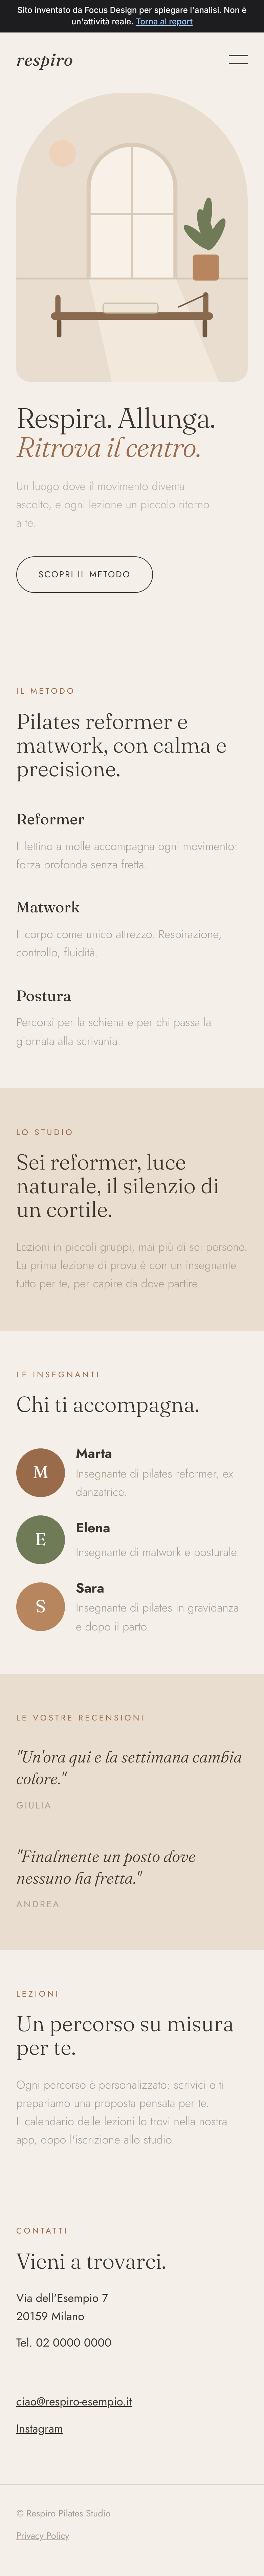 Sito inventato da Focus Design per spiegare l'analisi. Non è
un'attività reale. Torna al report
respiro
Respira. Allunga.
Ritrova il centro.
Un luogo dove il movimento diventa
ascolto, e ogni lezione un piccolo ritorno
a te.
SCOPRI IL METODO
IL METODO
Pilates reformer e
matwork, con calma e
precisione.
Reformer
Il lettino a molle accompagna ogni movimento:
forza profonda senza fretta.
Matwork
Il corpo come unico attrezzo. Respirazione,
controllo, fluidità.
Postura
Percorsi per la schiena e per chi passa la
giornata alla scrivania.
LO STUDIO
Sei reformer, luce
naturale, il silenzio di
un cortile.
Lezioni in piccoli gruppi, mai più di sei persone.
La prima lezione di prova è con un insegnante
tutto per te, per capire da dove partire.
LE INSEGNANTI
Chi ti accompagna.
M
Marta
Insegnante di pilates reformer, ex
danzatrice.
E
Elena
Insegnante di matwork e posturale.
S
Sara
Insegnante di pilates in gravidanza
e dopo il parto.
LE VOSTRE RECENSIONI
"Un'ora qui e la settimana cambia
colore."
GIULIA
"Finalmente un posto dove
nessuno ha fretta."
ANDREA
LEZIONI
Un percorso su misura
per te.
Ogni percorso è personalizzato: scrivici e ti
prepariamo una proposta pensata per te.
Il calendario delle lezioni lo trovi nella nostra
app, dopo l'iscrizione allo studio.
CONTATTI
Vieni a trovarci.
Via dell'Esempio 7
20159 Milano
Tel. 02 0000 0000
ciao@respiro-esempio.it
Instagram
© Respiro Pilates Studio
Privacy Policy